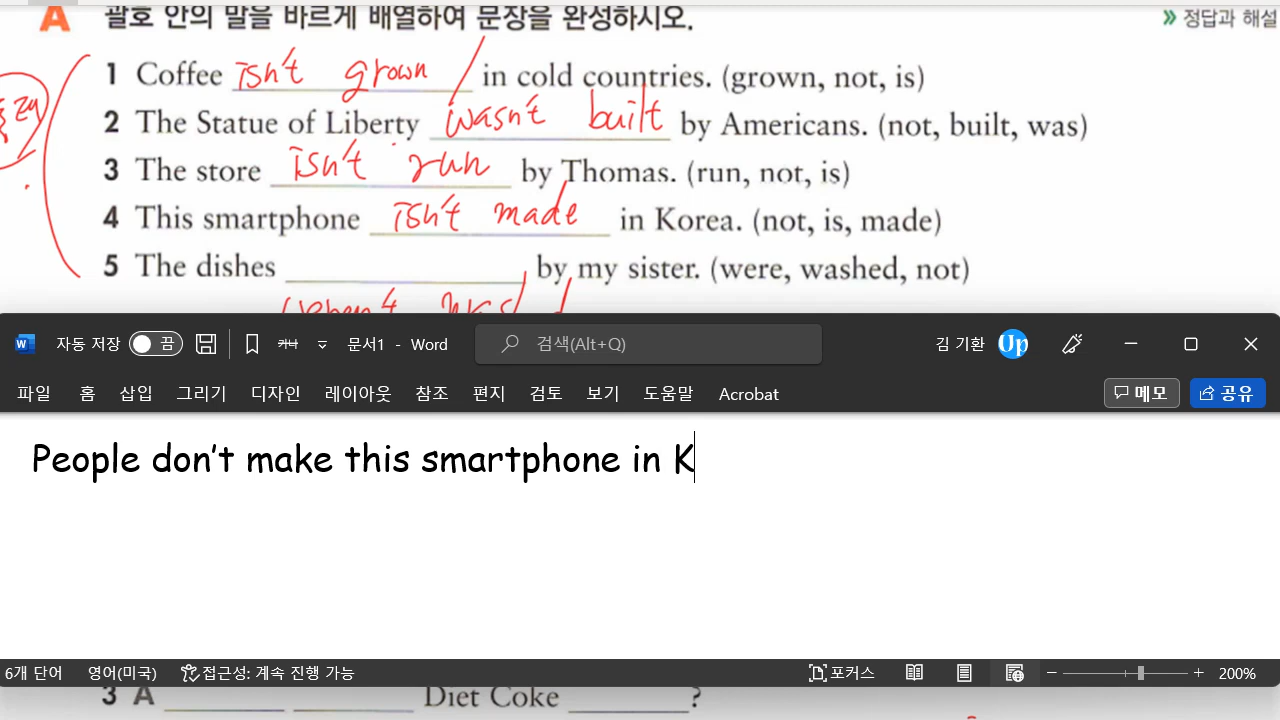 A 괄호 안의 말을 바르게 배열하여 문장을 완성하시오. » 정답과 해설
1 Coffee isn't grown in cold countries. (grown, not, is)
2 The Statue of Liberty wasn't built by Americans. (not, built, was)
3 The store isn't run by Thomas. (run, not, is)
4 This smartphone isn't made in Korea. (not, is, made)
5 The dishes by my sister. (were, washed, not)
weren't
자동 저장 끔 가나 문서1 - Word 검색(Alt+Q) 김 기환 Up
파일 홈 삽입 그리기 디자인 레이아웃 참조 편지 검토 보기 도움말 Acrobat 메모 공유
People don't make this smartphone in K
6개 단어 영어(미국) 접근성: 계속 진행 가능 포커스 200%
3 A Diet Coke ?